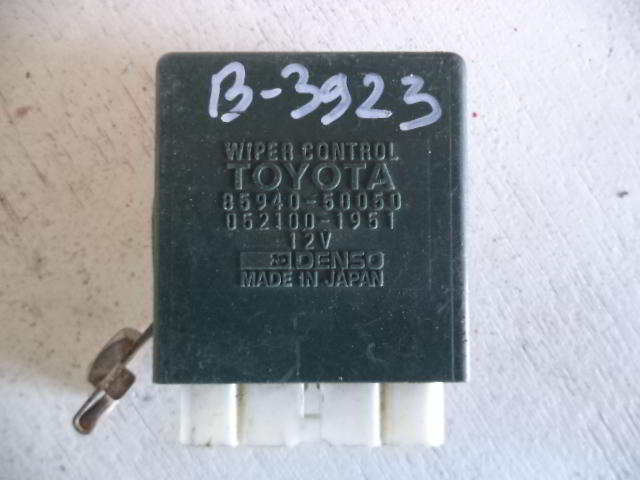 B-3923
WIPER CONTROL
TOYOTA
85940-50050
052100-1951
12V
DENSO
MADE IN JAPAN